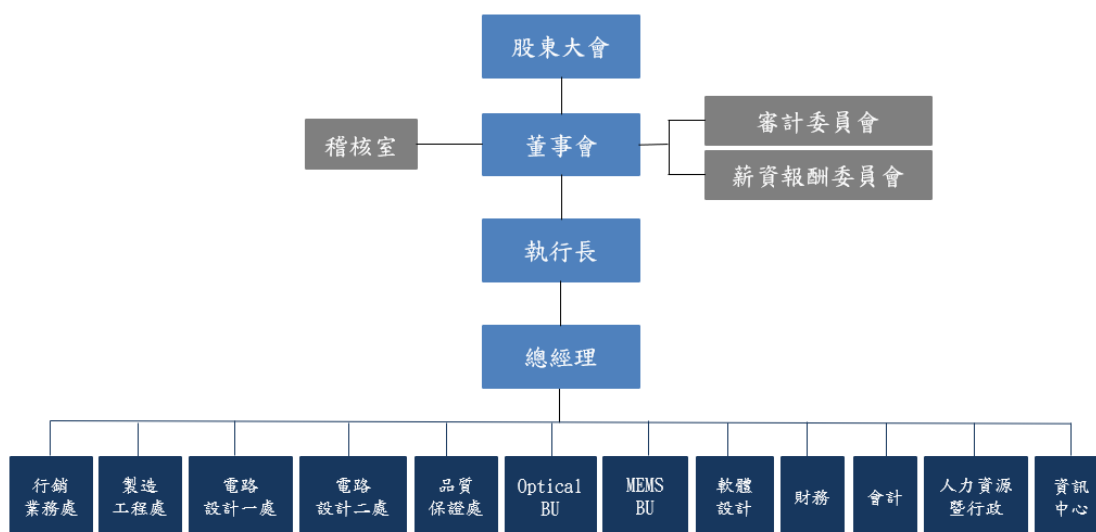 股東大會
稽核室
董事會
審計委員會
薪資報酬委員會
執行長
總經理
行銷
業務處
製造
工程處
電路
設計一處
電路
設計二處
品質
保證處
Optical
BU
MEMS
BU
軟體
設計
財務
會計
人力資源
暨行政
資訊
中心